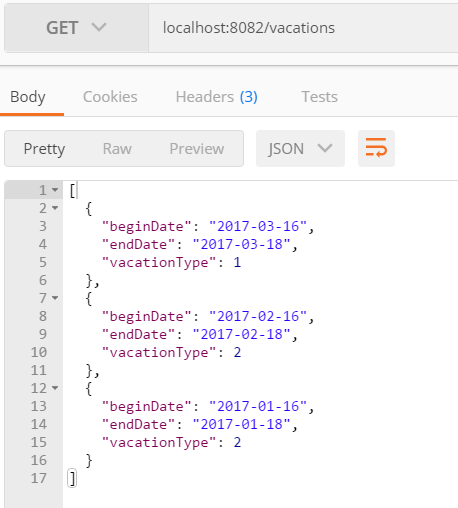 GET localhost:8082/vacations
Body Cookies Headers (3) Tests
Pretty Raw Preview JSON
1 [
2 {
3 "beginDate": "2017-03-16",
4 "endDate": "2017-03-18",
5 "vacationType": 1
6 },
7 {
8 "beginDate": "2017-02-16",
9 "endDate": "2017-02-18",
10 "vacationType": 2
11 },
12 {
13 "beginDate": "2017-01-16",
14 "endDate": "2017-01-18",
15 "vacationType": 2
16 }
17 ]